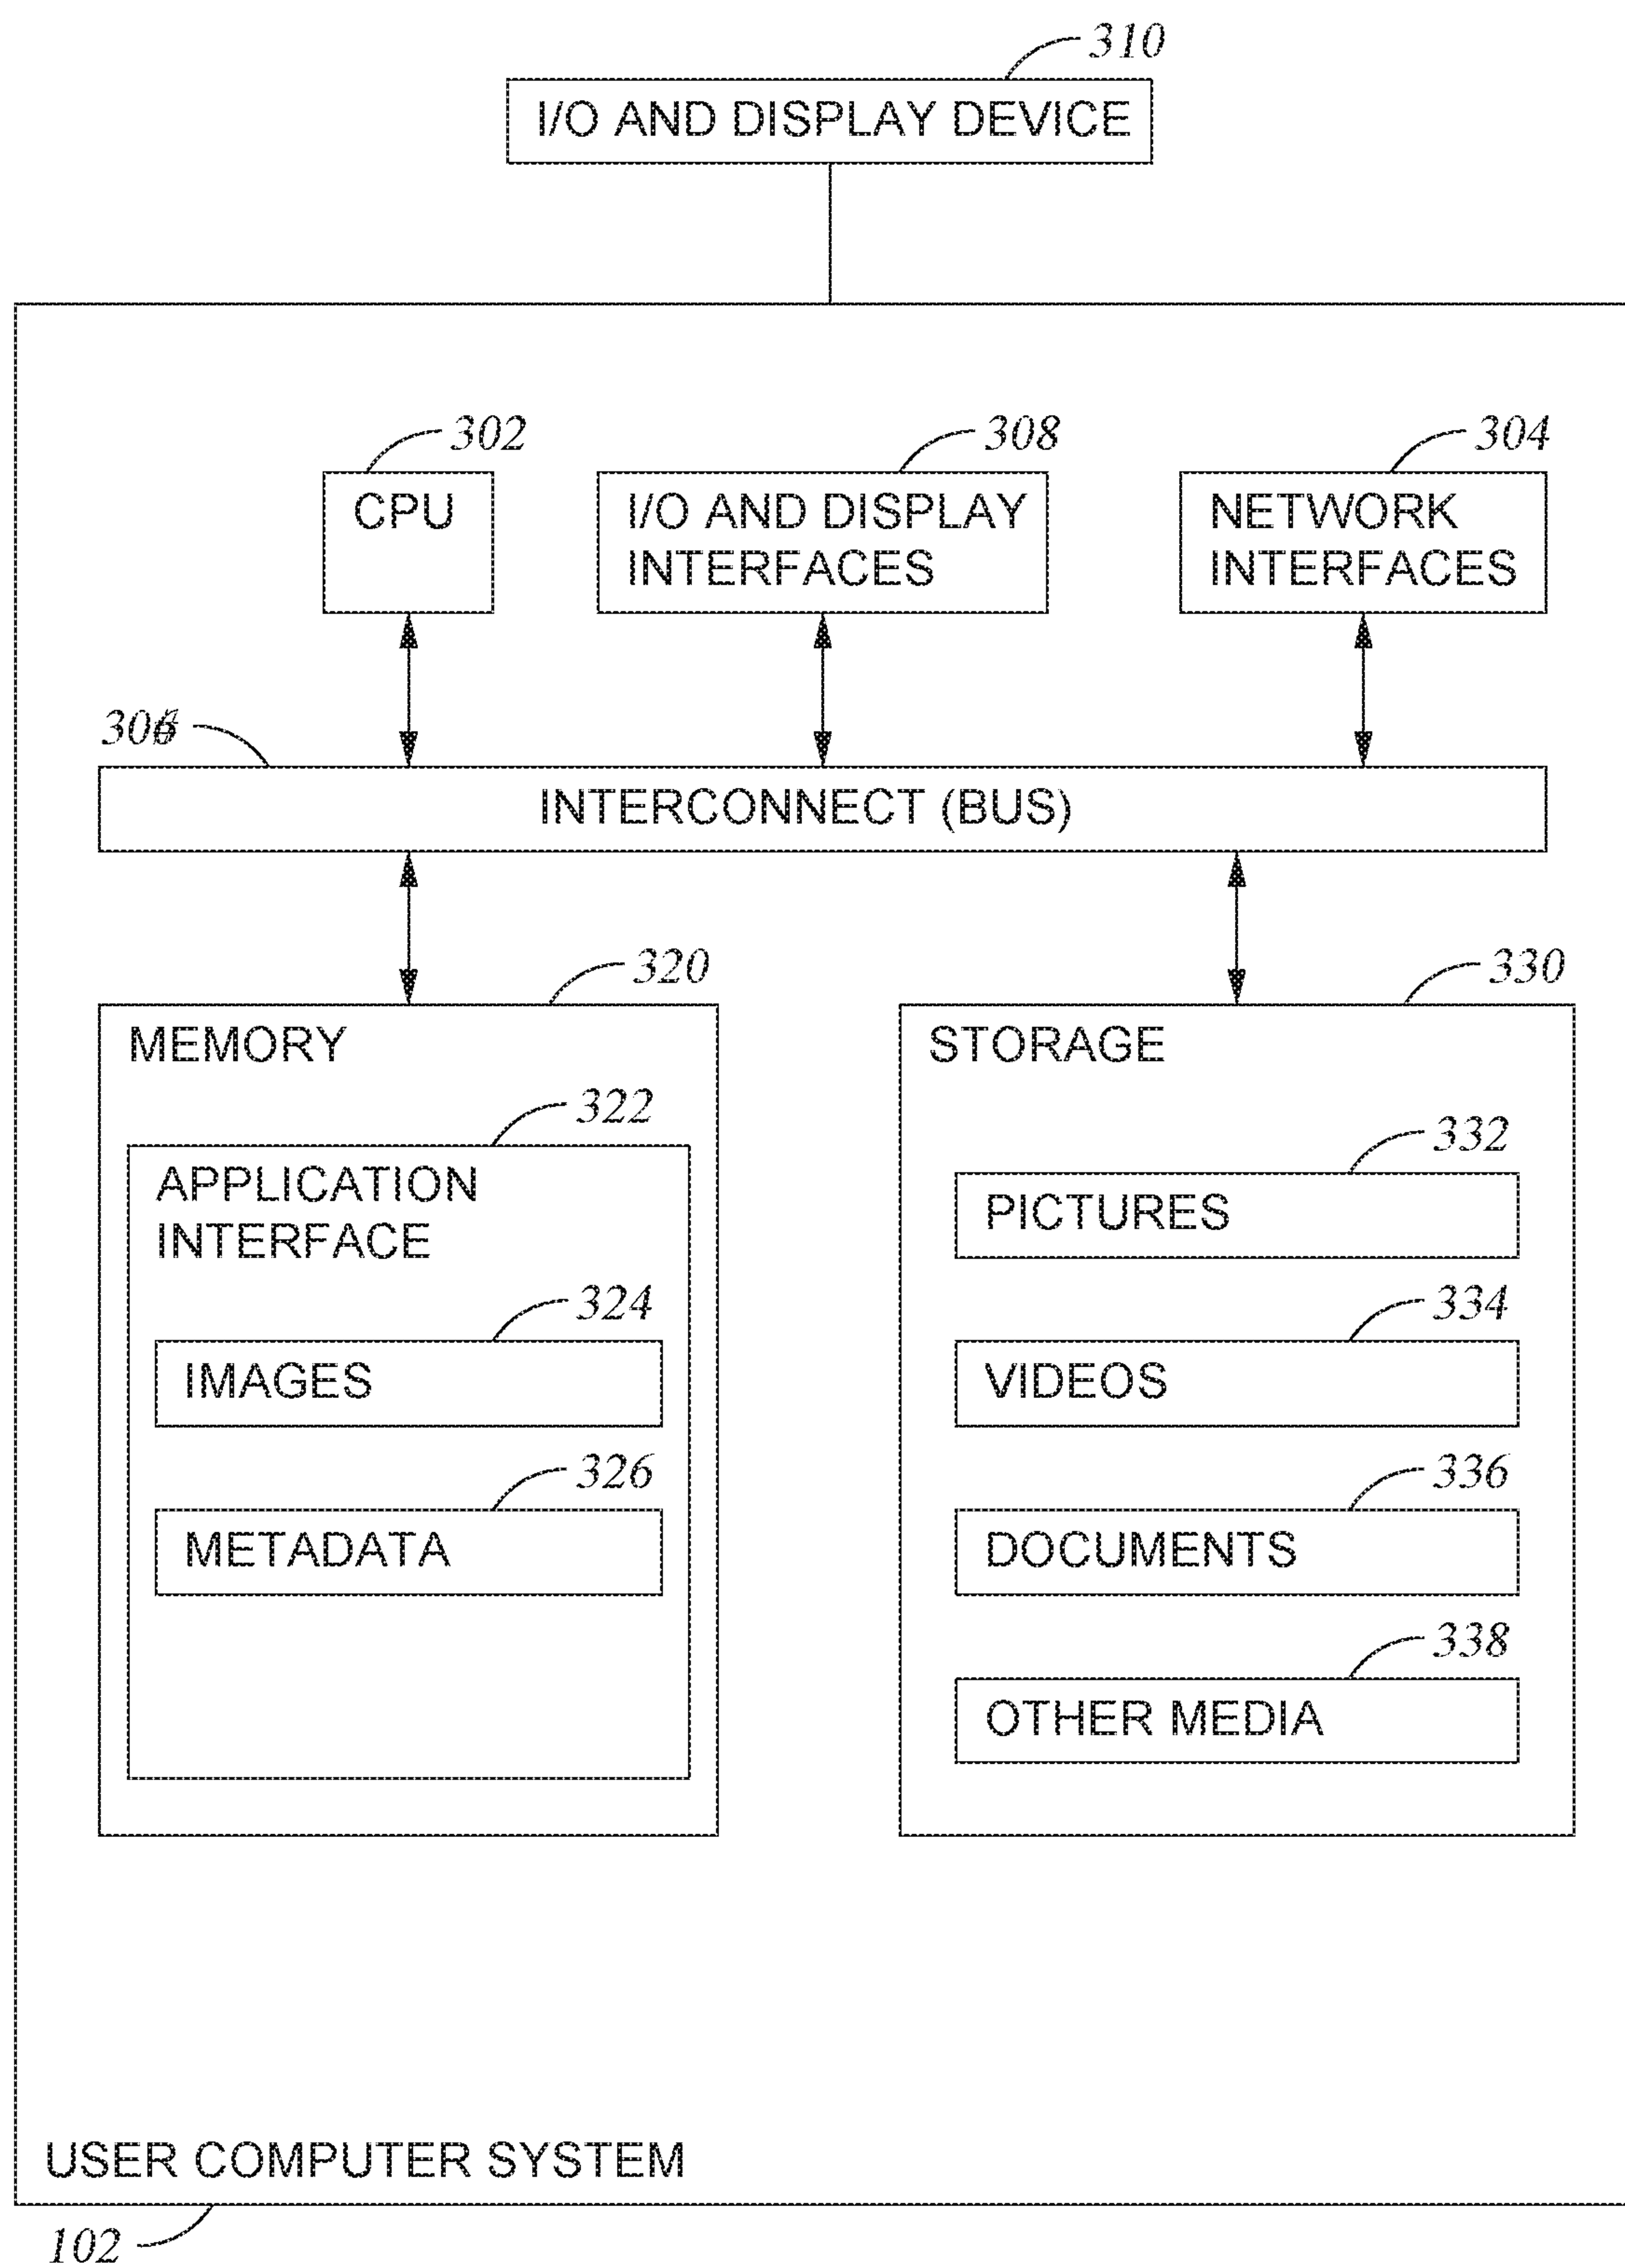 310
I/O AND DISPLAY DEVICE
302
308
304
CPU
I/O AND DISPLAY
INTERFACES
NETWORK
INTERFACES
INTERCONNECT (BUS)
320
330
MEMORY
STORAGE
322
332
APPLICATION
INTERFACE
PICTURES
324
334
IMAGES
VIDEOS
326
336
METADATA
DOCUMENTS
338
OTHER MEDIA
USER COMPUTER SYSTEM
102